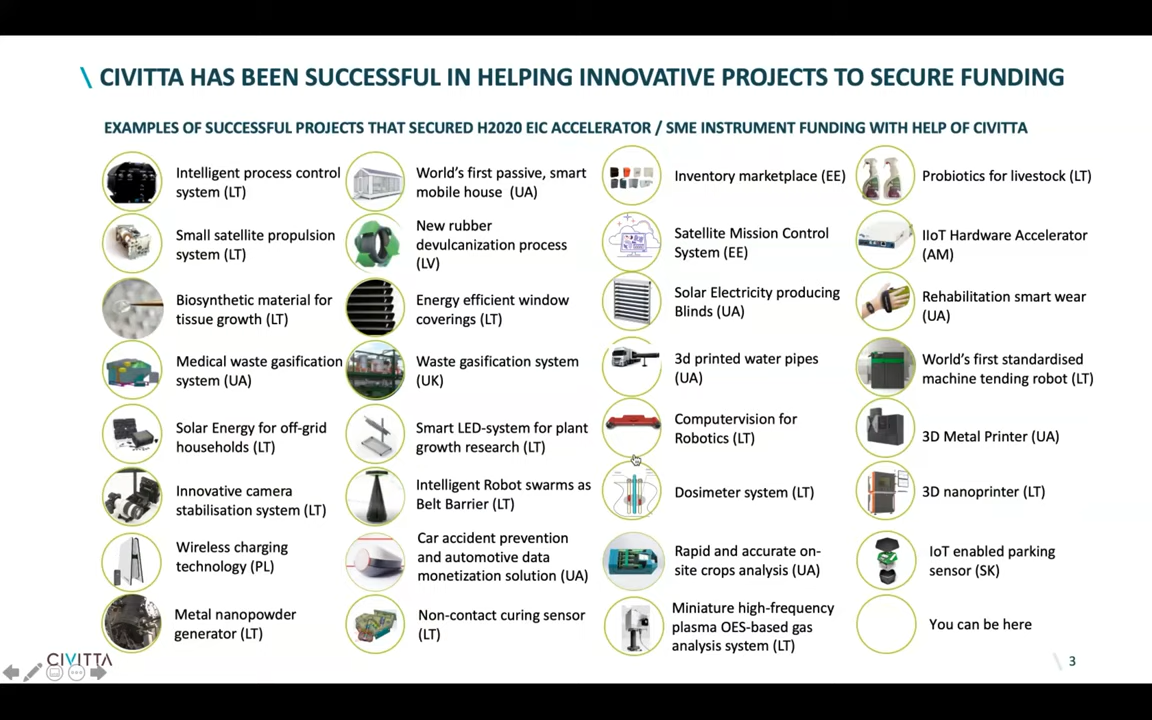 \ CIVITTA HAS BEEN SUCCESSFUL IN HELPING INNOVATIVE PROJECTS TO SECURE FUNDING
EXAMPLES OF SUCCESSFUL PROJECTS THAT SECURED H2020 EIC ACCELERATOR / SME INSTRUMENT FUNDING WITH HELP OF CIVITTA
Intelligent process control
system (LT)
Small satellite propulsion
system (LT)
Biosynthetic material for
tissue growth (LT)
Medical waste gasification
system (UA)
Solar Energy for off-grid
households (LT)
Innovative camera
stabilisation system (LT)
Wireless charging
technology (PL)
Metal nanopowder
generator (LT)
World's first passive, smart
mobile house (UA)
New rubber
devulcanization process
(LV)
Energy efficient window
coverings (LT)
Waste gasification system
(UK)
Smart LED-system for plant
growth research (LT)
Intelligent Robot swarms as
Belt Barrier (LT)
Car accident prevention
and automotive data
monetization solution (UA)
Non-contact curing sensor
(LT)
Inventory marketplace (EE)
Satellite Mission Control
System (EE)
Solar Electricity producing
Blinds (UA)
3d printed water pipes
(UA)
Computervision for
Robotics (LT)
Dosimeter system (LT)
Rapid and accurate on-
site crops analysis (UA)
Miniature high-frequency
plasma OES-based gas
analysis system (LT)
Probiotics for livestock (LT)
IIoT Hardware Accelerator
(AM)
Rehabilitation smart wear
(UA)
World's first standardised
machine tending robot (LT)
3D Metal Printer (UA)
3D nanoprinter (LT)
IoT enabled parking
sensor (SK)
You can be here
CIVITTA
\ 3